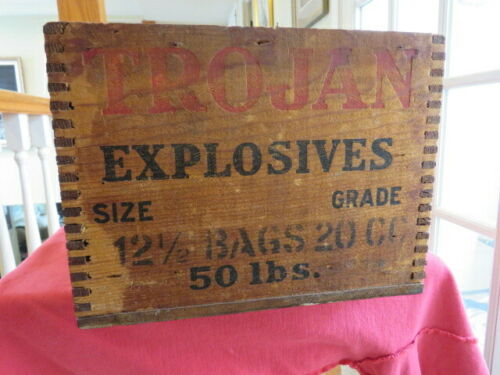 TROJAN
EXPLOSIVES
SIZE GRADE
12½ BAGS 20 CC
50 lbs.